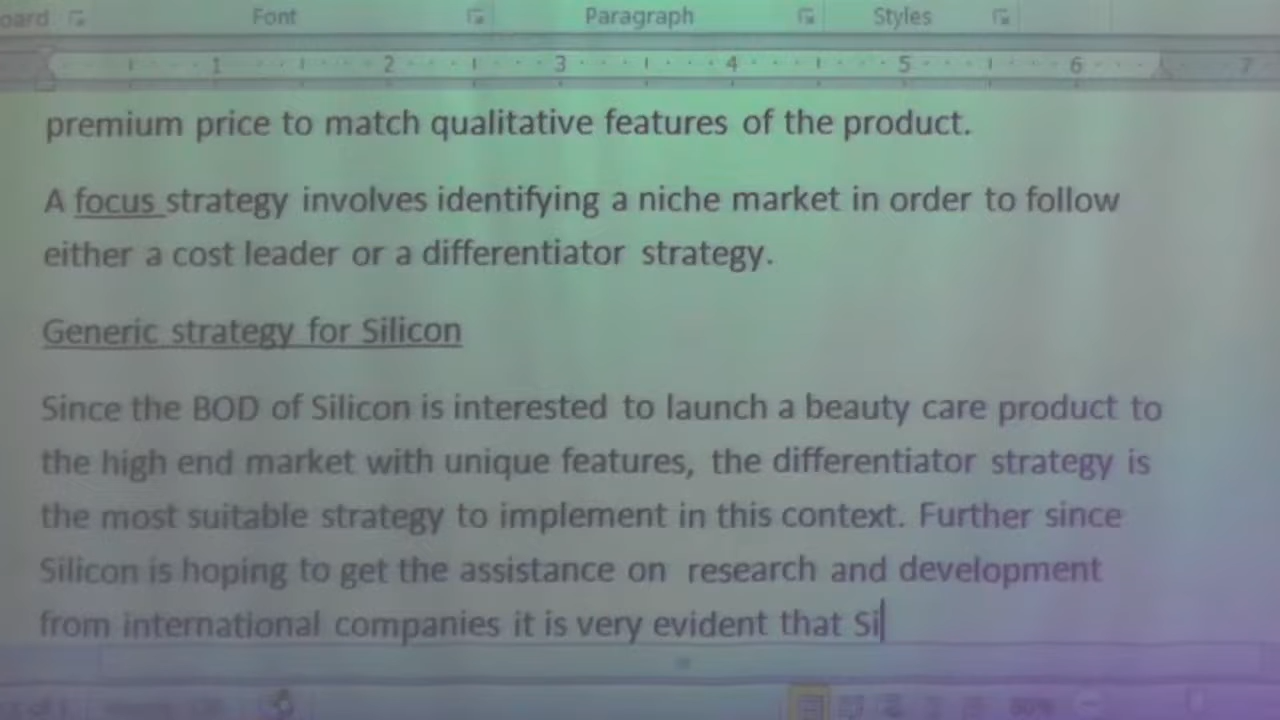 oard Font Paragraph Styles
1 2 3 4 5 6 7
premium price to match qualitative features of the product.
A focus strategy involves identifying a niche market in order to follow
either a cost leader or a differentiator strategy.
Generic strategy for Silicon
Since the BOD of Silicon is interested to launch a beauty care product to
the high end market with unique features, the differentiator strategy is
the most suitable strategy to implement in this context. Further since
Silicon is hoping to get the assistance on research and development
from international companies it is very evident that Si